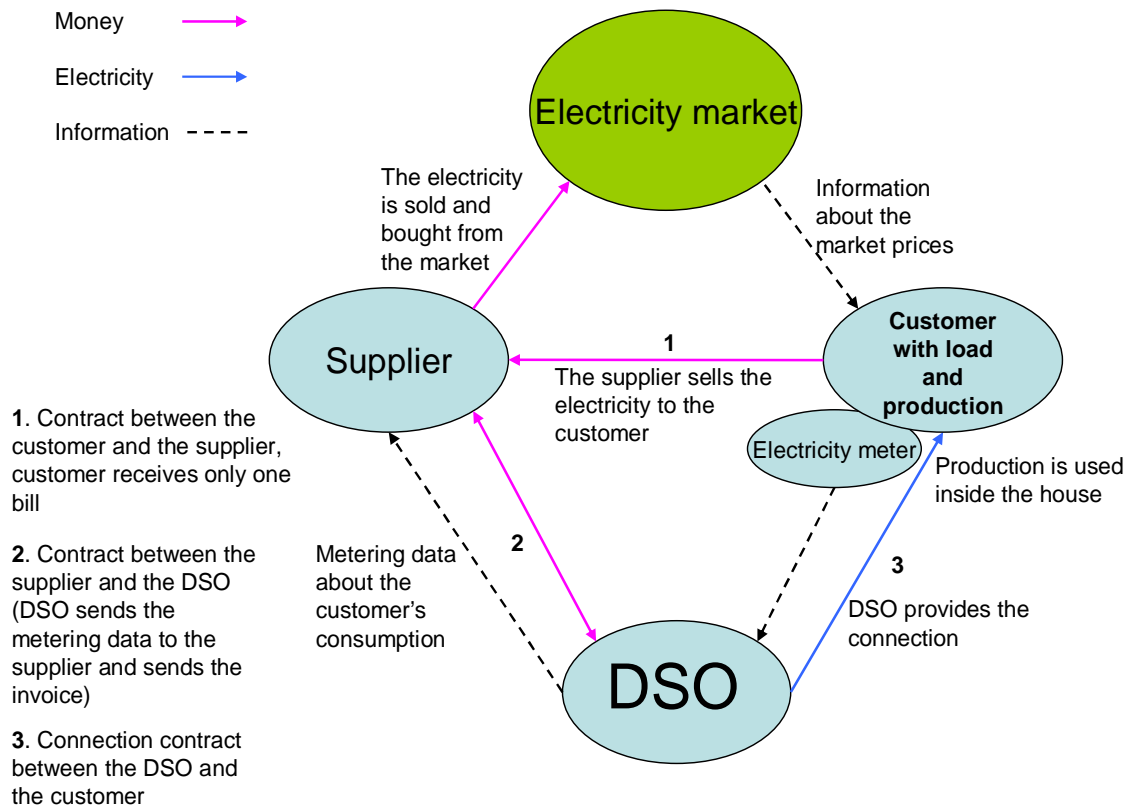 Money
Electricity
Information
Electricity market
The electricity
is sold and
bought from
the market
Information
about the
market prices
Supplier
1
The supplier sells the
electricity to the
customer
Customer
with load
and
production
Electricity meter
Production is used
inside the house
1. Contract between the
customer and the supplier,
customer receives only one
bill
2. Contract between the
supplier and the DSO
(DSO sends the
metering data to the
supplier and sends the
invoice)
3. Connection contract
between the DSO and
the customer
Metering data
about the
customer's
consumption
2
3
DSO provides the
connection
DSO